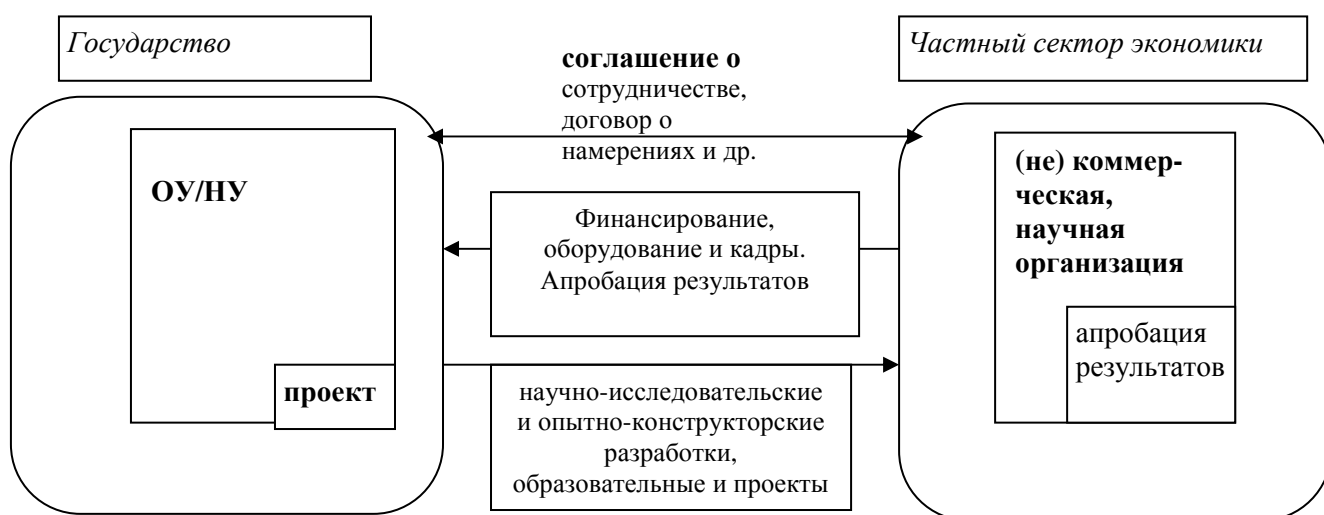 Государство
Частный сектор экономики
соглашение о
сотрудничестве,
договор о
намерениях и др.
ОУ/НУ
(не) коммер-
ческая,
научная
организация
Финансирование,
оборудование и кадры.
Апробация результатов
апробация
результатов
проект
научно-исследовательские
и опытно-конструкторские
разработки,
образовательные и проекты